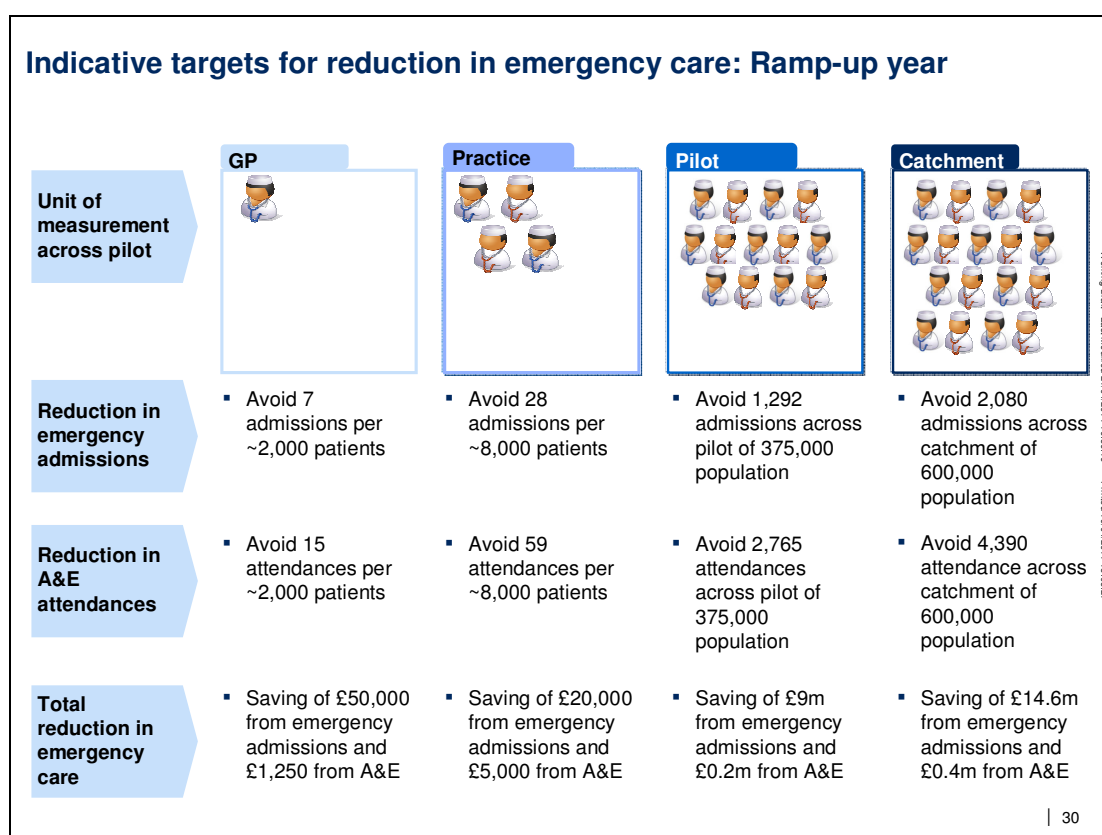 Indicative targets for reduction in emergency care: Ramp-up year
GP
Practice
Pilot
Catchment
Unit of
measurement
across pilot
Reduction in
emergency
admissions
▪ Avoid 7
admissions per
~2,000 patients
▪ Avoid 28
admissions per
~8,000 patients
▪ Avoid 1,292
admissions across
pilot of 375,000
population
▪ Avoid 2,080
admissions across
catchment of
600,000
population
Reduction in
A&E
attendances
▪ Avoid 15
attendances per
~2,000 patients
▪ Avoid 59
attendances per
~8,000 patients
▪ Avoid 2,765
attendances
across pilot of
375,000
population
▪ Avoid 4,390
attendance across
catchment of
600,000
population
Total
reduction in
emergency
care
▪ Saving of £50,000
from emergency
admissions and
£1,250 from A&E
▪ Saving of £20,000
from emergency
admissions and
£5,000 from A&E
▪ Saving of £9m
from emergency
admissions and
£0.2m from A&E
▪ Saving of £14.6m
from emergency
admissions and
£0.4m from A&E
| 30